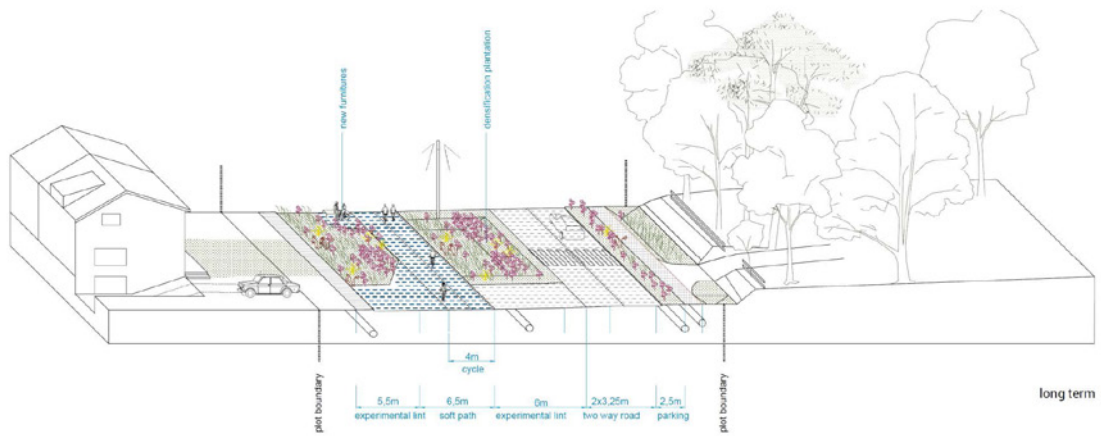 new furnitures
densification plantation
4m
cycle
5,5m 6,5m 6m 2x3,25m 2,5m
experimental lint soft path experimental lint two way road parking
plot boundary
plot boundary
long term